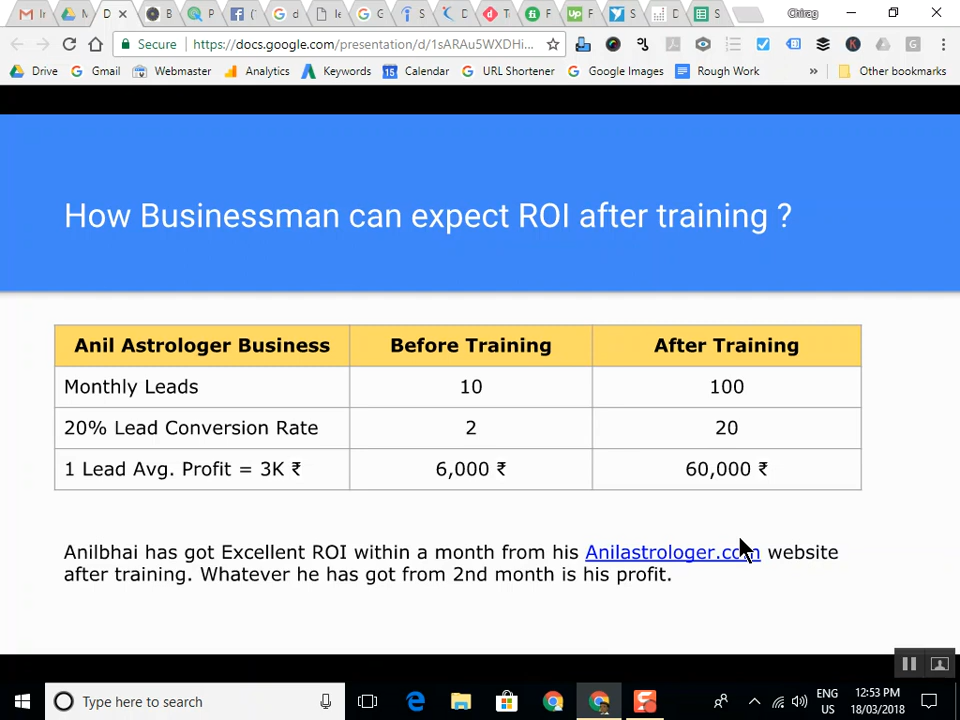 Chirag
Secure
https://docs.google.com/presentation/d/1sARAu5WXDHi...
Drive
Gmail
Webmaster
Analytics
Keywords
15
Calendar
URL Shortener
Google Images
Rough Work
»
Other bookmarks
How Businessman can expect ROI after training ?
Anil Astrologer Business Before Training After Training
Monthly Leads 10 100
20% Lead Conversion Rate 2 20
1 Lead Avg. Profit = 3K ₹ 6,000 ₹ 60,000 ₹
Anilbhai has got Excellent ROI within a month from his Anilastrologer.com website
after training. Whatever he has got from 2nd month is his profit.
Type here to search
ENG
US
12:53 PM
18/03/2018